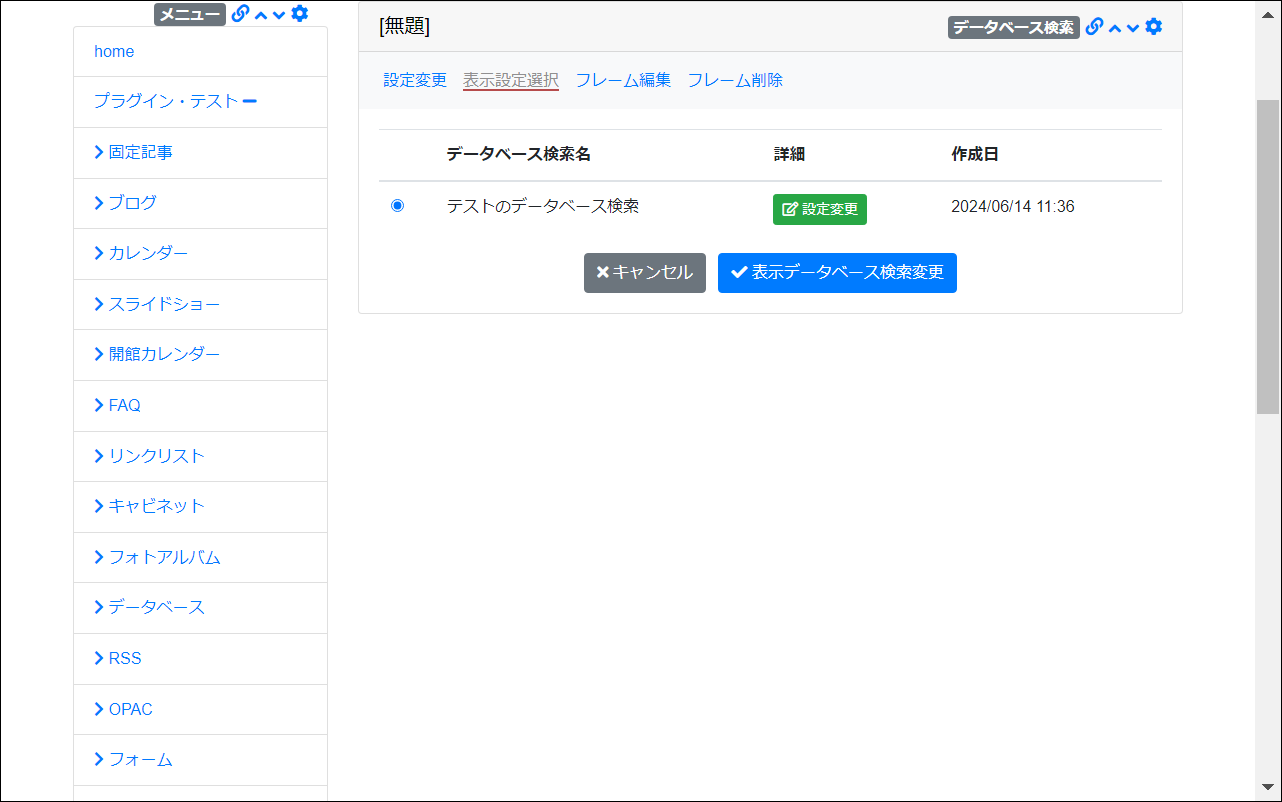 メニュー
home
プラグイン・テスト
固定記事
ブログ
カレンダー
スライドショー
開館カレンダー
FAQ
リンクリスト
キャビネット
フォトアルバム
データベース
RSS
OPAC
フォーム
[無題]
データベース検索
設定変更 表示設定選択 フレーム編集 フレーム削除
データベース検索名 詳細 作成日
テストのデータベース検索 設定変更 2024/06/14 11:36
キャンセル 表示データベース検索変更